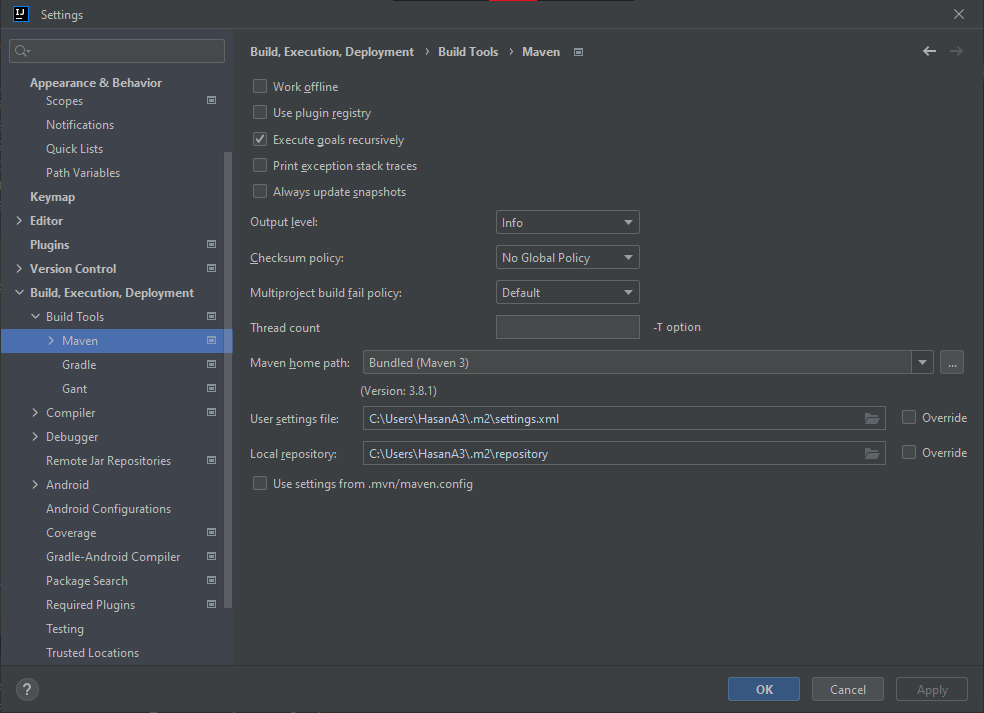 IJ Settings
Appearance & Behavior
Scopes
Notifications
Quick Lists
Path Variables
Keymap
Editor
Plugins
Version Control
Build, Execution, Deployment
Build Tools
Maven
Gradle
Gant
Compiler
Debugger
Remote Jar Repositories
Android
Android Configurations
Coverage
Gradle-Android Compiler
Package Search
Required Plugins
Testing
Trusted Locations
Build, Execution, Deployment › Build Tools › Maven
Work offline
Use plugin registry
Execute goals recursively
Print exception stack traces
Always update snapshots
Output level: Info
Checksum policy: No Global Policy
Multiproject build fail policy: Default
Thread count -T option
Maven home path: Bundled (Maven 3) ...
(Version: 3.8.1)
User settings file: C:\Users\HasanA3\.m2\settings.xml Override
Local repository: C:\Users\HasanA3\.m2\repository Override
Use settings from .mvn/maven.config
? OK Cancel Apply